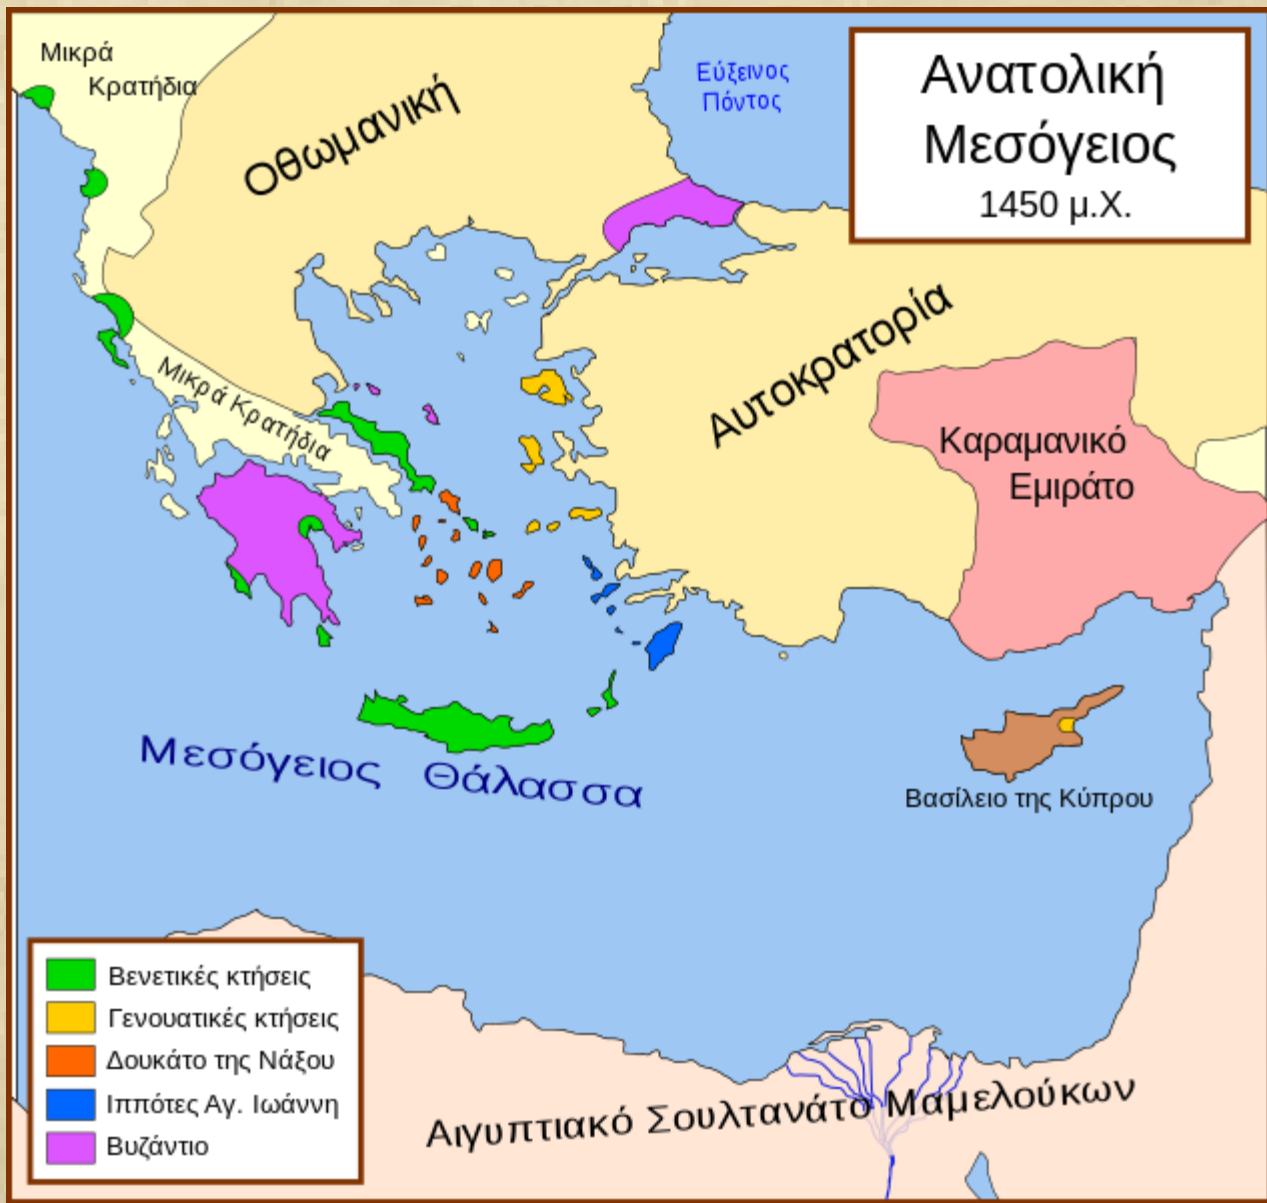 Μικρά
Κρατήδια
Οθωμανική
Εύξεινος
Πόντος
Ανατολική
Μεσόγειος
1450 μ.Χ.
Αυτοκρατορία
Μικρά Κρατήδια
Καραμανικό
Εμιράτο
Μεσόγειος Θάλασσα
Βασίλειο της Κύπρου
Βενετικές κτήσεις
Γενουατικές κτήσεις
Δουκάτο της Νάξου
Ιππότες Αγ. Ιωάννη
Βυζάντιο
Αιγυπτιακό Σουλτανάτο Μαμελούκων